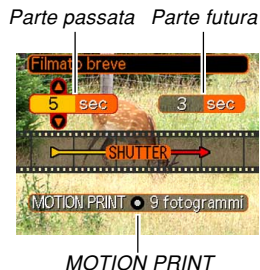 Parte passata Parte futura
Filmato breve
5 sec 3 sec
SHUTTER
MOTION PRINT 9 fotogrammi
MOTION PRINT